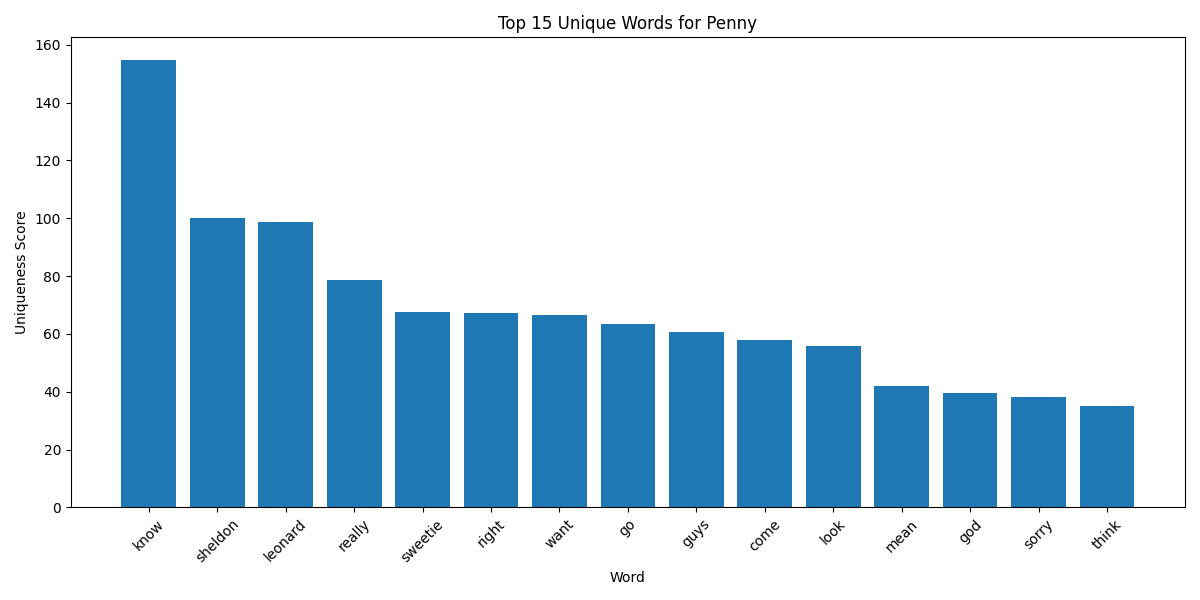 Top 15 Unique Words for Penny
Uniqueness Score
160
140
120
100
80
60
40
20
0
know
sheldon
leonard
really
sweetie
right
want
go
guys
come
look
mean
god
sorry
think
Word